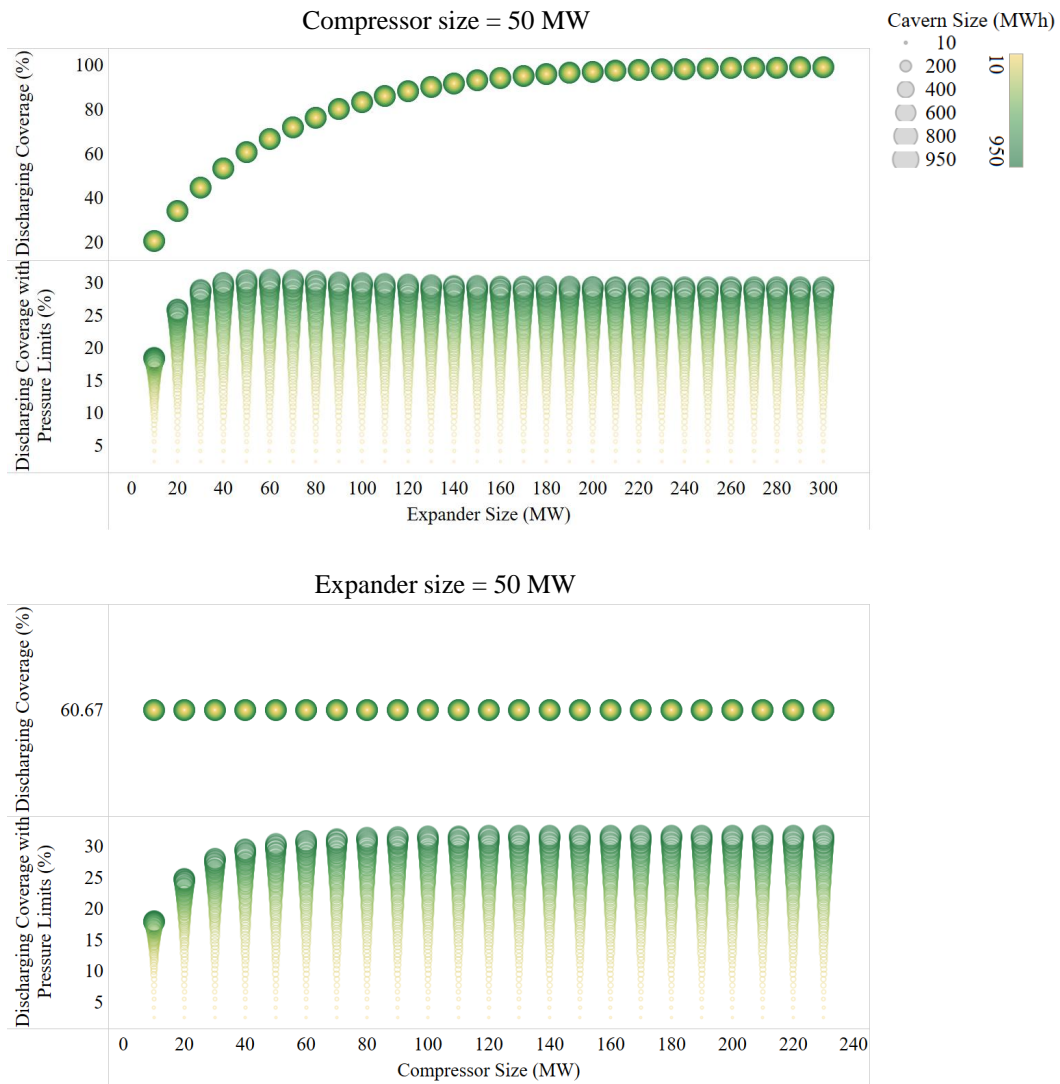 Compressor size = 50 MW
Cavern Size (MWh)
10
200
400
600
800
950
10
950
Discharging Coverage (%)
100
80
60
40
20
Discharging Coverage with
Pressure Limits (%)
30
25
20
15
10
5
0 20 40 60 80 100 120 140 160 180 200 220 240 260 280 300
Expander Size (MW)
Expander size = 50 MW
Discharging Coverage (%)
60.67
Discharging Coverage with
Pressure Limits (%)
30
25
20
15
10
5
0 20 40 60 80 100 120 140 160 180 200 220 240
Compressor Size (MW)